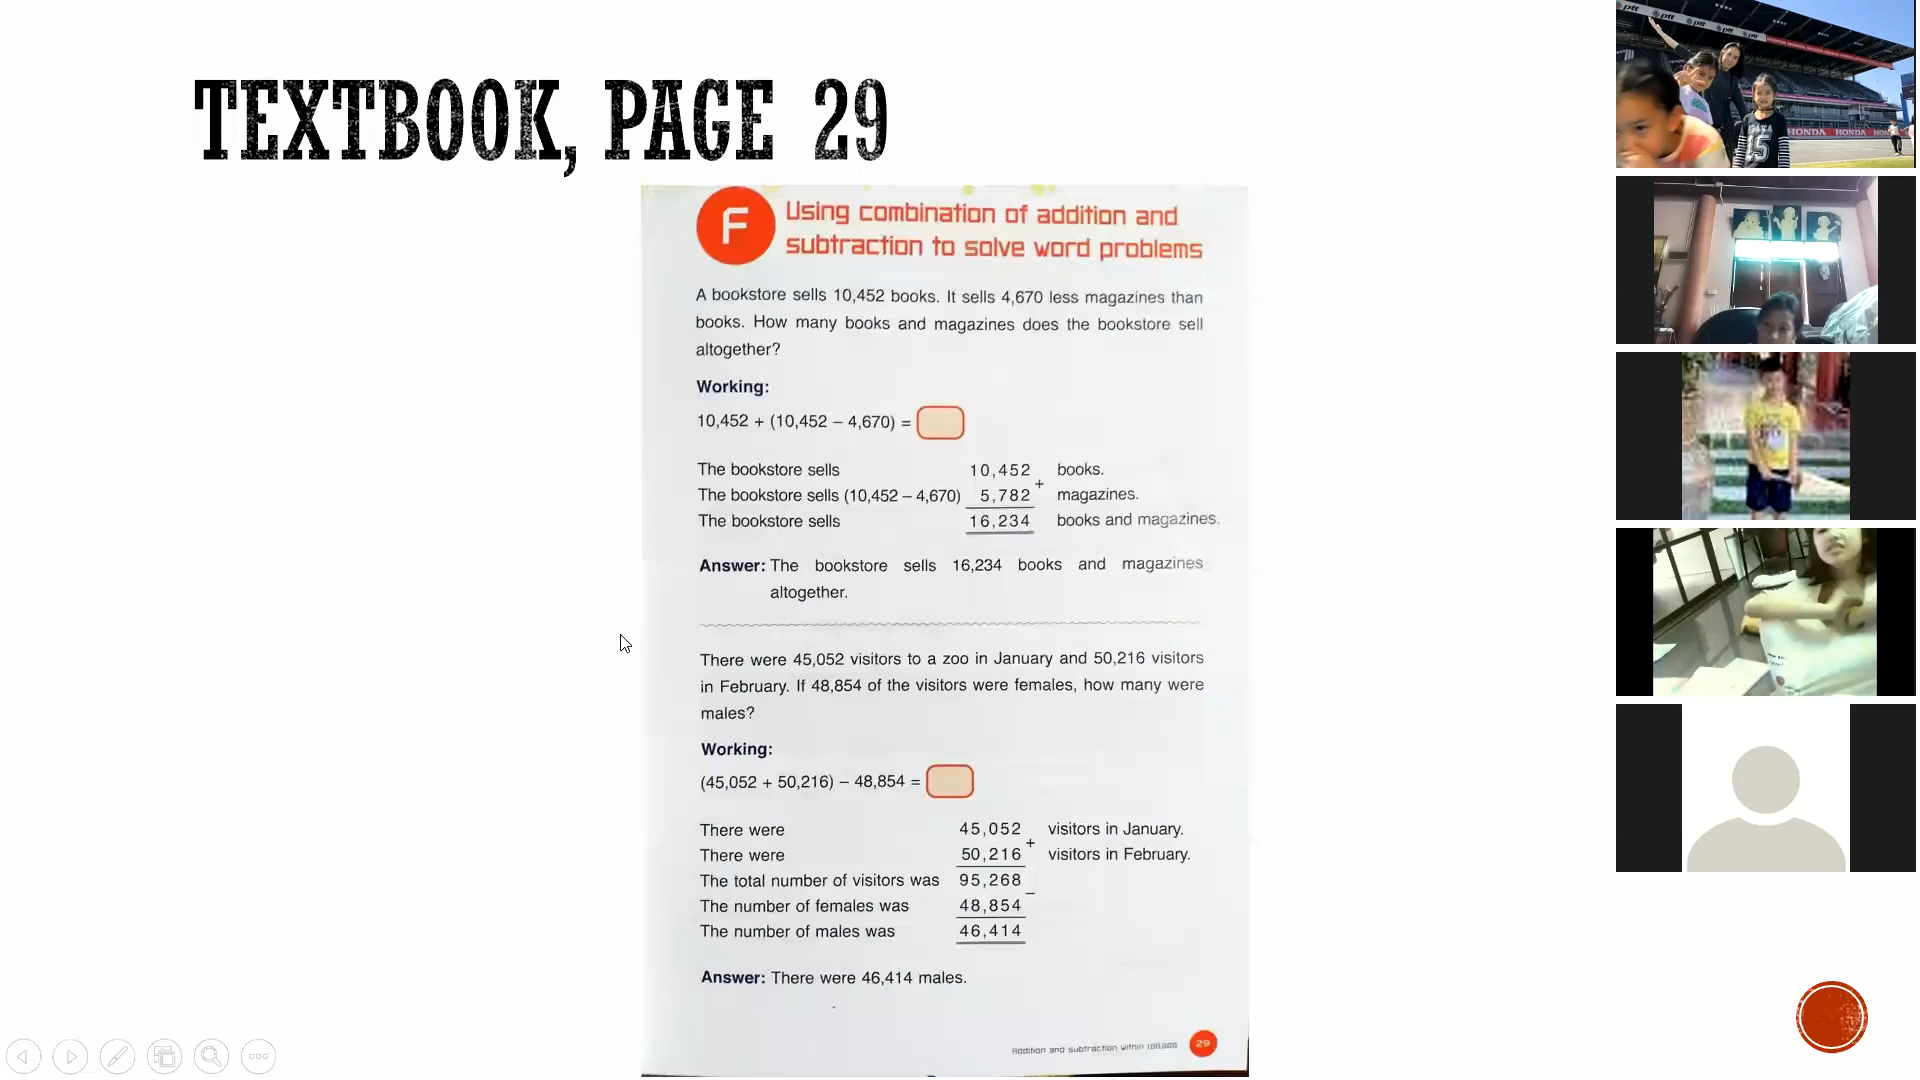 TEXTBOOK, PAGE 29
F
Using combination of addition and
subtraction to solve word problems
A bookstore sells 10,452 books. It sells 4,670 less magazines than
books. How many books and magazines does the bookstore sell
altogether?
Working:
10,452 + (10,452 – 4,670) =
The bookstore sells 10,452 books.
+
The bookstore sells (10,452 – 4,670) 5,782 magazines.
The bookstore sells 16,234 books and magazines.
Answer: The bookstore sells 16,234 books and magazines
altogether.
There were 45,052 visitors to a zoo in January and 50,216 visitors
in February. If 48,854 of the visitors were females, how many were
males?
Working:
(45,052 + 50,216) – 48,854 =
There were 45,052 visitors in January.
+
There were 50,216 visitors in February.
The total number of visitors was 95,268
–
The number of females was 48,854
The number of males was 46,414
Answer: There were 46,414 males.
Addition and subtraction within 100,000 29
ptt ptt ptt ptt
HONDA HONDA HONDA
15